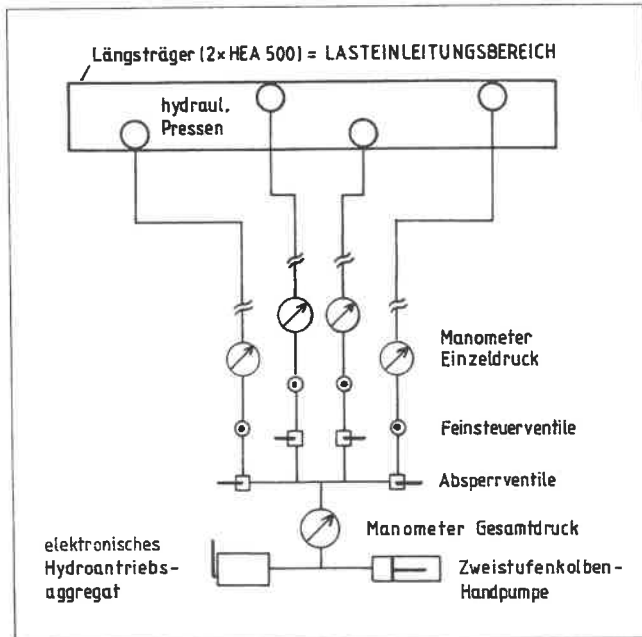 Längsträger (2×HEA 500) = LASTEINLEITUNGSBEREICH
hydraul.
Pressen
Manometer
Einzeldruck
Feinsteuerventile
Absperrventile
Manometer Gesamtdruck
elektronisches
Hydroantriebs-
aggregat
Zweistufenkolben-
Handpumpe